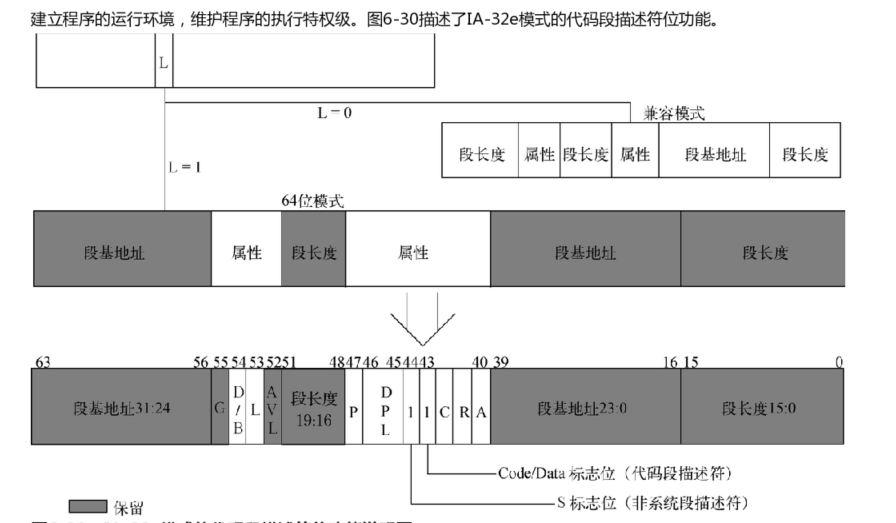 建立程序的运行环境，维护程序的执行特权级。图6-30描述了IA-32e模式的代码段描述符位功能。
L
L = 0
兼容模式
段长度 属性 段长度 属性 段基地址 段长度
L = 1
64位模式
段基地址 属性 段长度 属性 段基地址 段长度
63 56 55 54 53 52 51 48 47 46 45 44 43 40 39 16 15 0
段基地址31:24 G D/B L AVL 段长度19:16 P DPL 1 1 C R A 段基地址23:0 段长度15:0
Code/Data 标志位（代码段描述符）
S 标志位（非系统段描述符）
保留